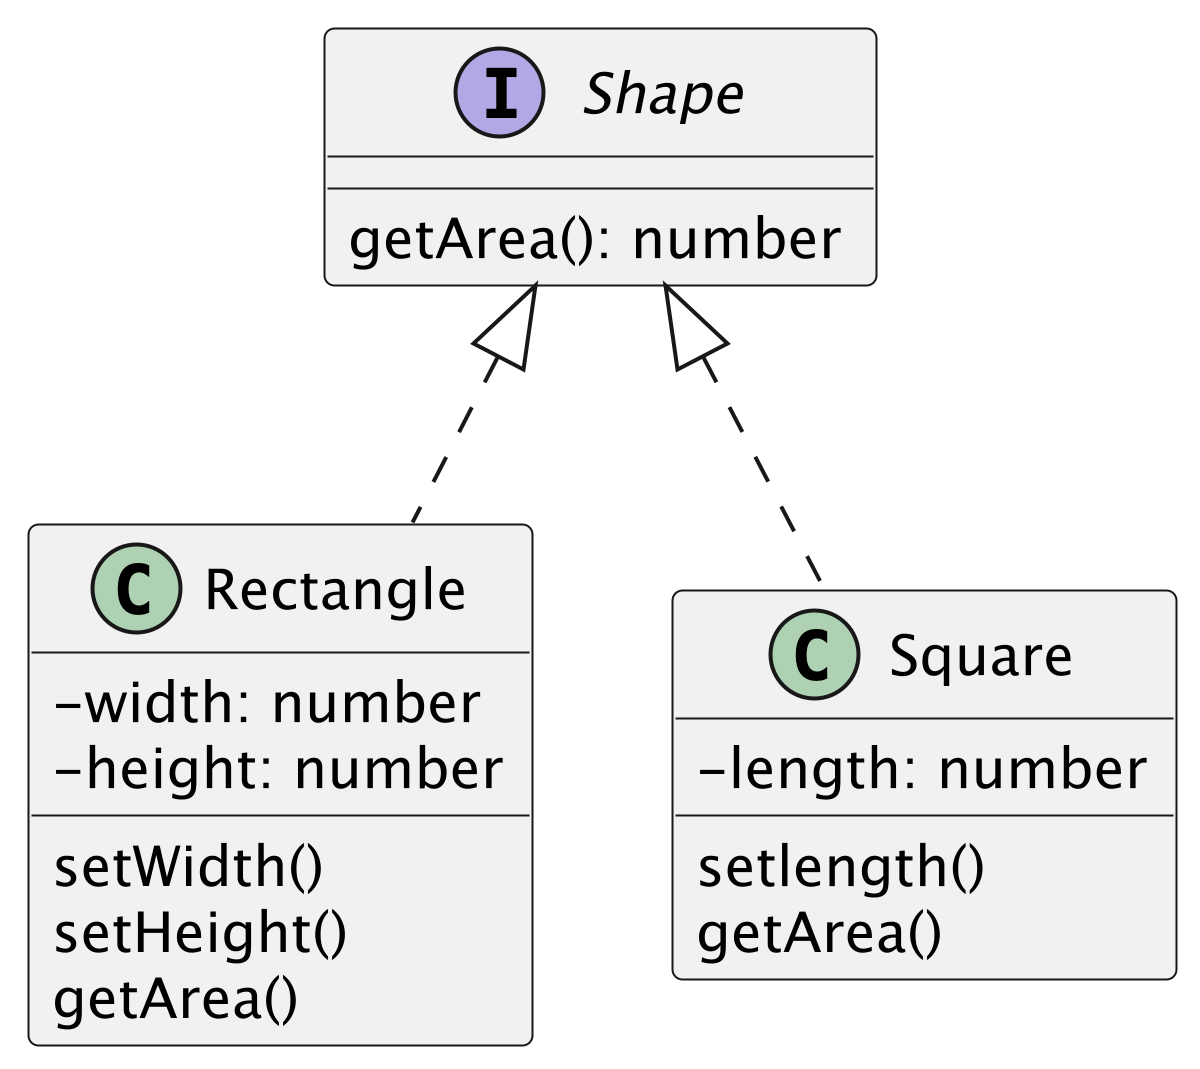 I Shape
getArea(): number
C Rectangle
-width: number
-height: number
setWidth()
setHeight()
getArea()
C Square
-length: number
setlength()
getArea()